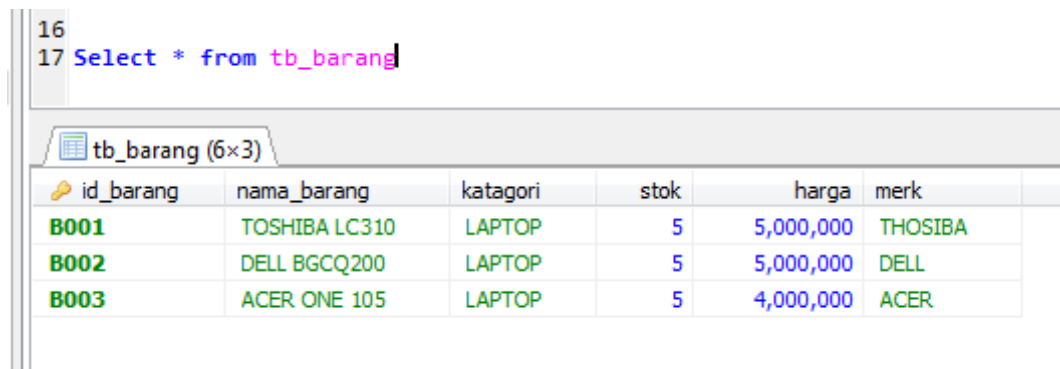 16
17 Select * from tb_barang
tb_barang (6×3)
id_barang nama_barang katagori stok harga merk
B001 TOSHIBA LC310 LAPTOP 5 5,000,000 THOSIBA
B002 DELL BGCQ200 LAPTOP 5 5,000,000 DELL
B003 ACER ONE 105 LAPTOP 5 4,000,000 ACER